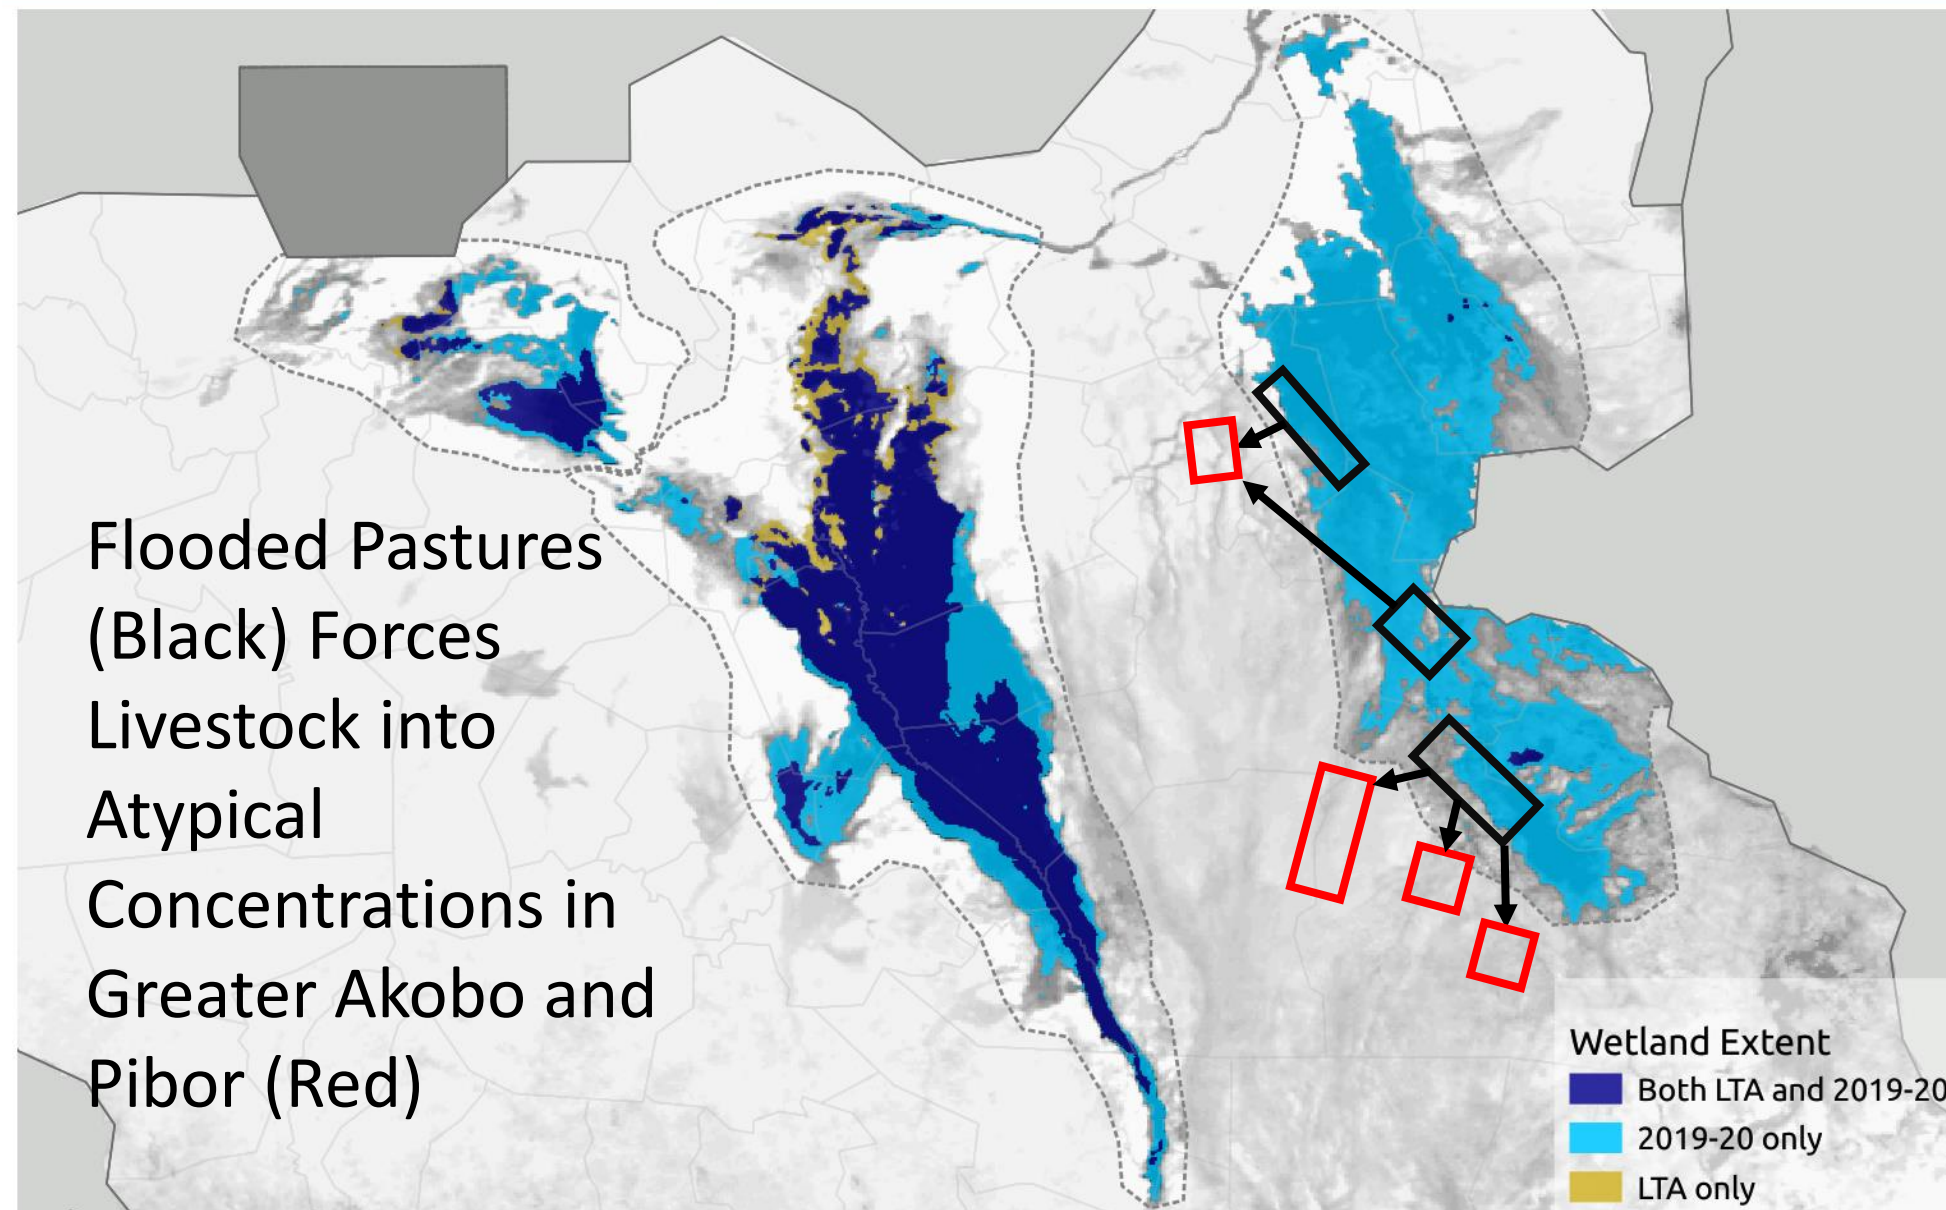 Flooded Pastures
(Black) Forces
Livestock into
Atypical
Concentrations in
Greater Akobo and
Pibor (Red)
Wetland Extent
Both LTA and 2019-20
2019-20 only
LTA only